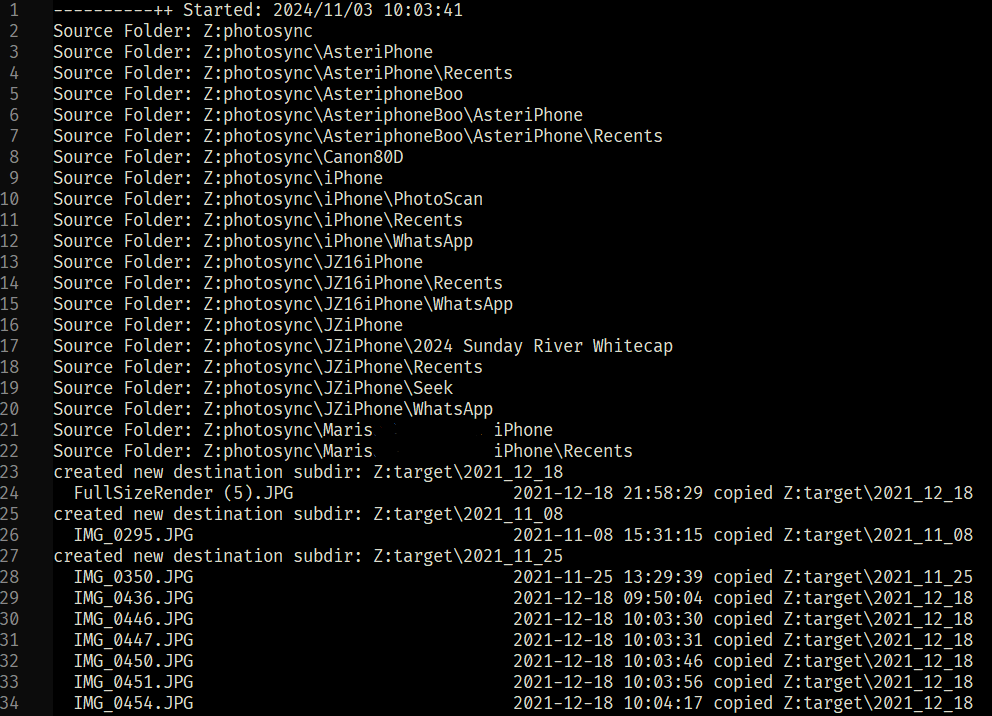 1 ----------++ Started: 2024/11/03 10:03:41
2 Source Folder: Z:photosync
3 Source Folder: Z:photosync\AsteriPhone
4 Source Folder: Z:photosync\AsteriPhone\Recents
5 Source Folder: Z:photosync\AsteriphoneBoo
6 Source Folder: Z:photosync\AsteriphoneBoo\AsteriPhone
7 Source Folder: Z:photosync\AsteriphoneBoo\AsteriPhone\Recents
8 Source Folder: Z:photosync\Canon80D
9 Source Folder: Z:photosync\iPhone
10 Source Folder: Z:photosync\iPhone\PhotoScan
11 Source Folder: Z:photosync\iPhone\Recents
12 Source Folder: Z:photosync\iPhone\WhatsApp
13 Source Folder: Z:photosync\JZ16iPhone
14 Source Folder: Z:photosync\JZ16iPhone\Recents
15 Source Folder: Z:photosync\JZ16iPhone\WhatsApp
16 Source Folder: Z:photosync\JZiPhone
17 Source Folder: Z:photosync\JZiPhone\2024 Sunday River Whitecap
18 Source Folder: Z:photosync\JZiPhone\Recents
19 Source Folder: Z:photosync\JZiPhone\Seek
20 Source Folder: Z:photosync\JZiPhone\WhatsApp
21 Source Folder: Z:photosync\Maris iPhone
22 Source Folder: Z:photosync\Maris iPhone\Recents
23 created new destination subdir: Z:target\2021_12_18
24 FullSizeRender (5).JPG 2021-12-18 21:58:29 copied Z:target\2021_12_18
25 created new destination subdir: Z:target\2021_11_08
26 IMG_0295.JPG 2021-11-08 15:31:15 copied Z:target\2021_11_08
27 created new destination subdir: Z:target\2021_11_25
28 IMG_0350.JPG 2021-11-25 13:29:39 copied Z:target\2021_11_25
29 IMG_0436.JPG 2021-12-18 09:50:04 copied Z:target\2021_12_18
30 IMG_0446.JPG 2021-12-18 10:03:30 copied Z:target\2021_12_18
31 IMG_0447.JPG 2021-12-18 10:03:31 copied Z:target\2021_12_18
32 IMG_0450.JPG 2021-12-18 10:03:46 copied Z:target\2021_12_18
33 IMG_0451.JPG 2021-12-18 10:03:56 copied Z:target\2021_12_18
34 IMG_0454.JPG 2021-12-18 10:04:17 copied Z:target\2021_12_18